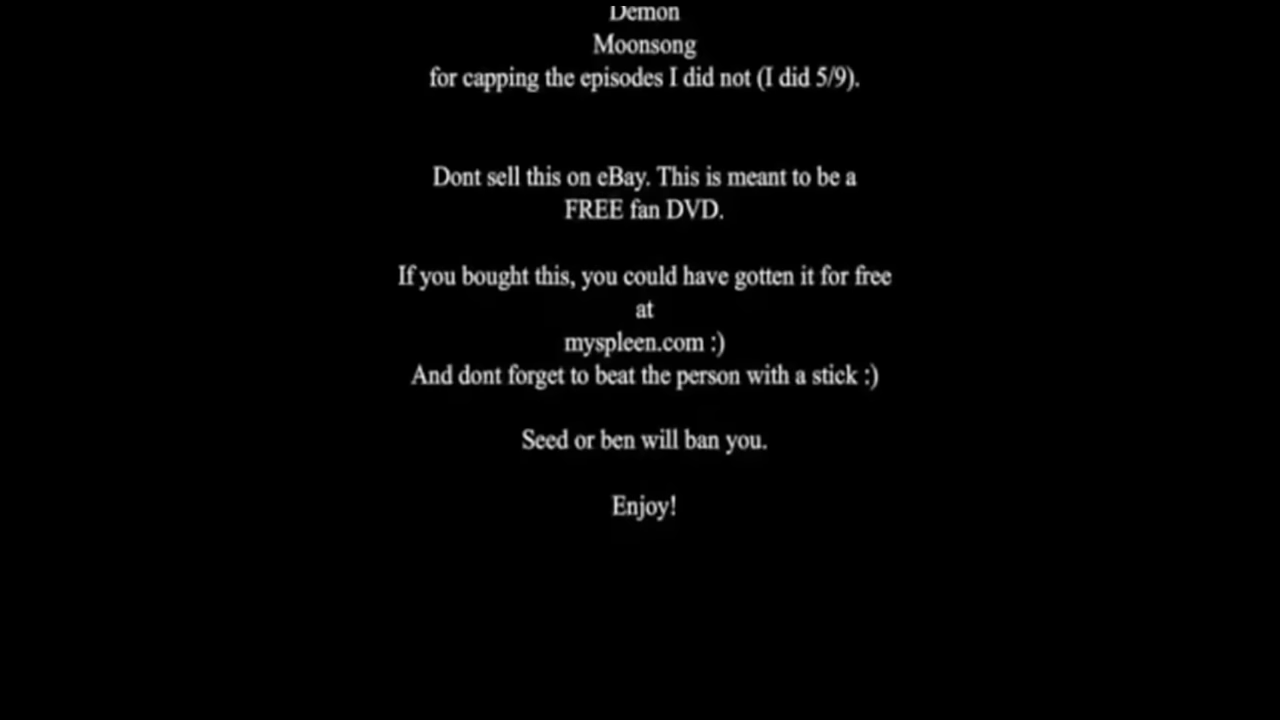 Demon
Moonsong
for capping the episodes I did not (I did 5/9).
Dont sell this on eBay. This is meant to be a
FREE fan DVD.
If you bought this, you could have gotten it for free
at
myspleen.com :)
And dont forget to beat the person with a stick :)
Seed or ben will ban you.
Enjoy!